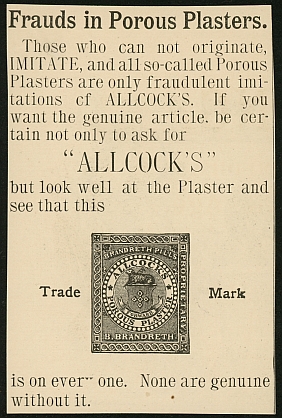 Frauds in Porous Plasters.
Those who can not originate,
IMITATE, and all so-called Porous
Plasters are only fraudulent imi-
tations of ALLCOCK'S. If you
want the genuine article, be cer-
tain not only to ask for
"ALLCOCK'S"
but look well at the Plaster and
see that this
BRANDRETH PILLS
PROPRIETARY
ALLCOCK'S
POROUS PLASTER
B. BRANDRETH
Trade Mark
is on every one. None are genuine
without it.